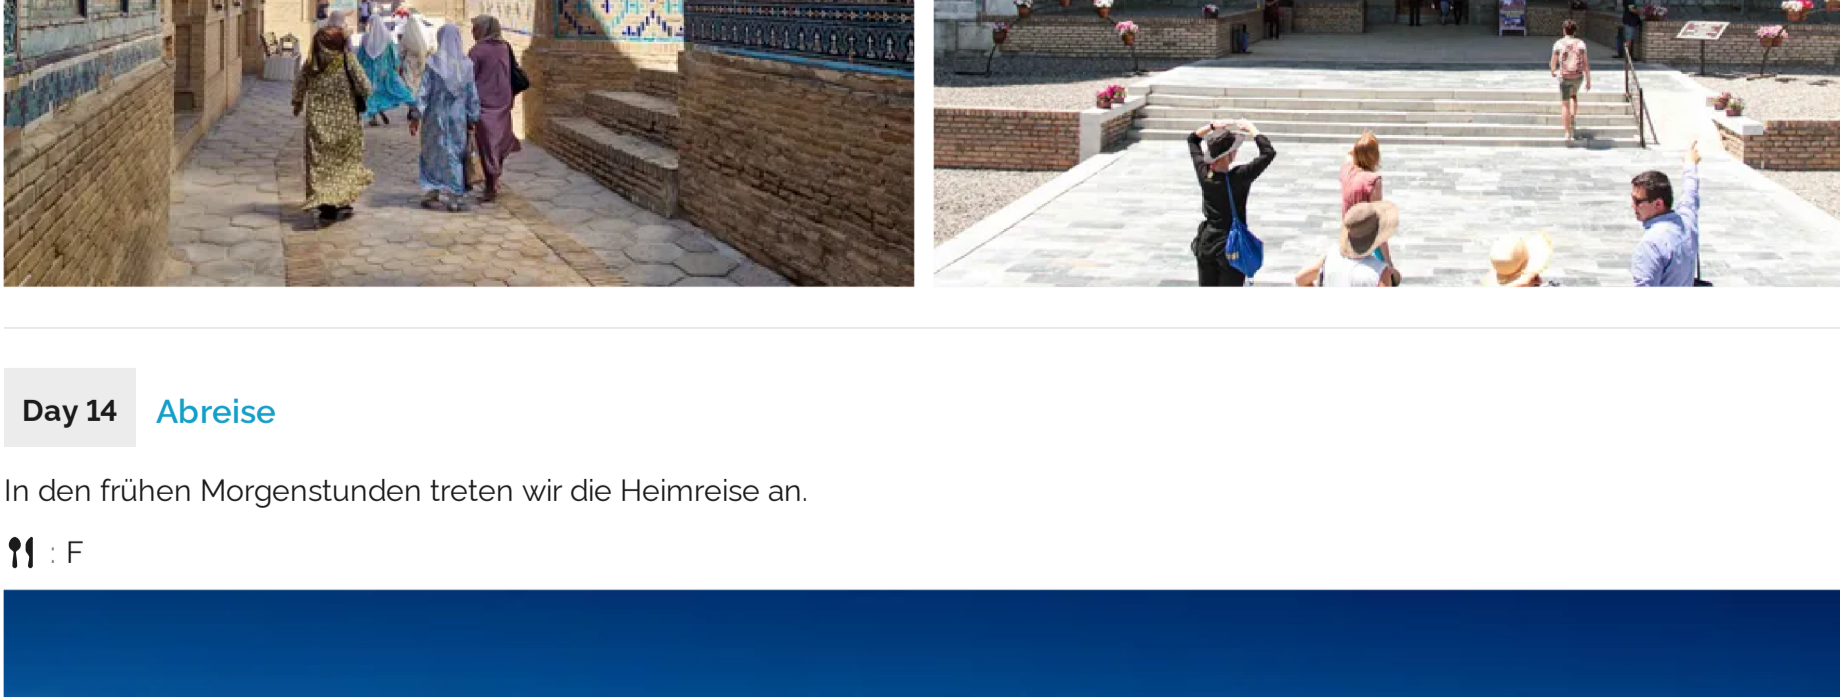 Day 14 Abreise
In den frühen Morgenstunden treten wir die Heimreise an.
: F